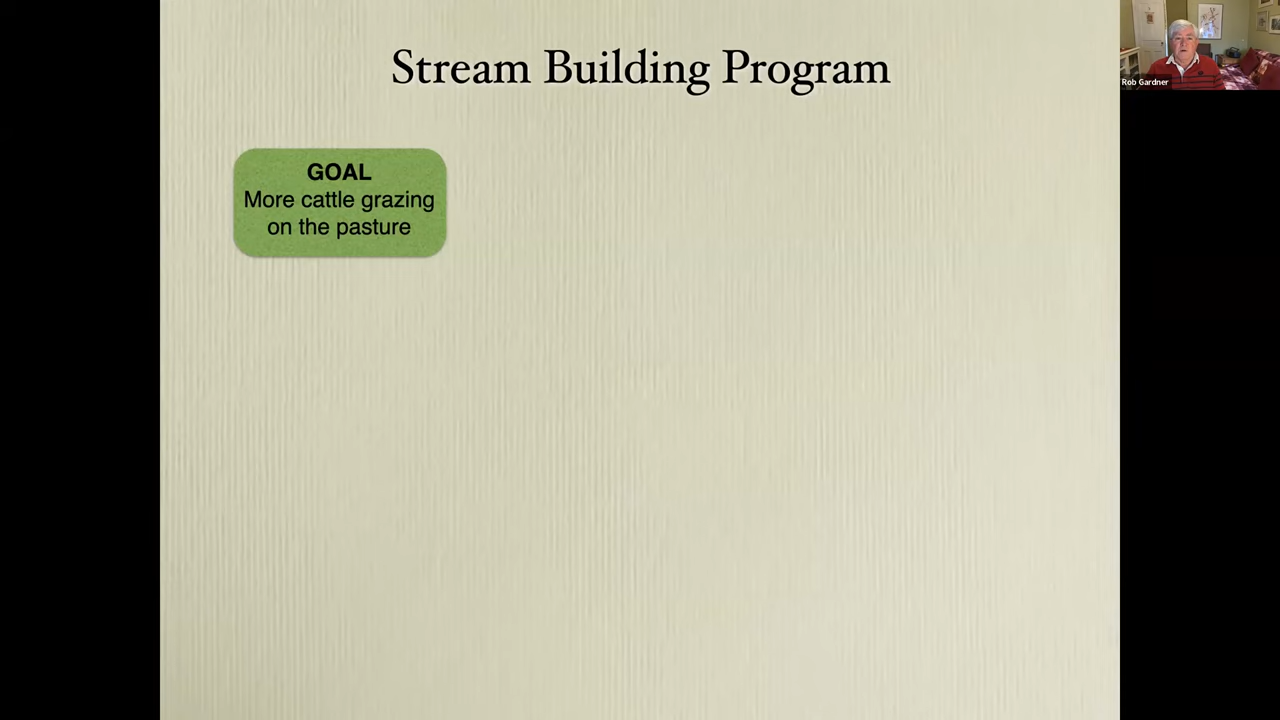 Stream Building Program
Rob Gardner
GOAL
More cattle grazing
on the pasture